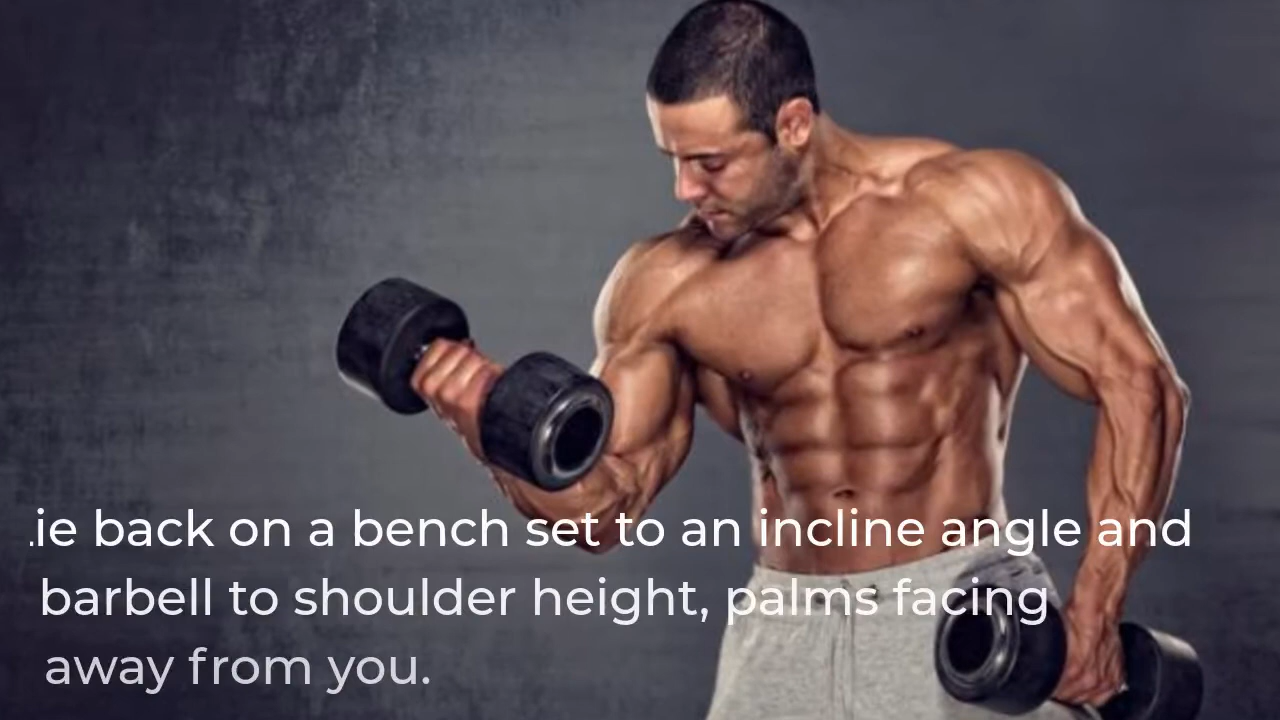 ie back on a bench set to an incline angle and
barbell to shoulder height, palms facing
away from you.